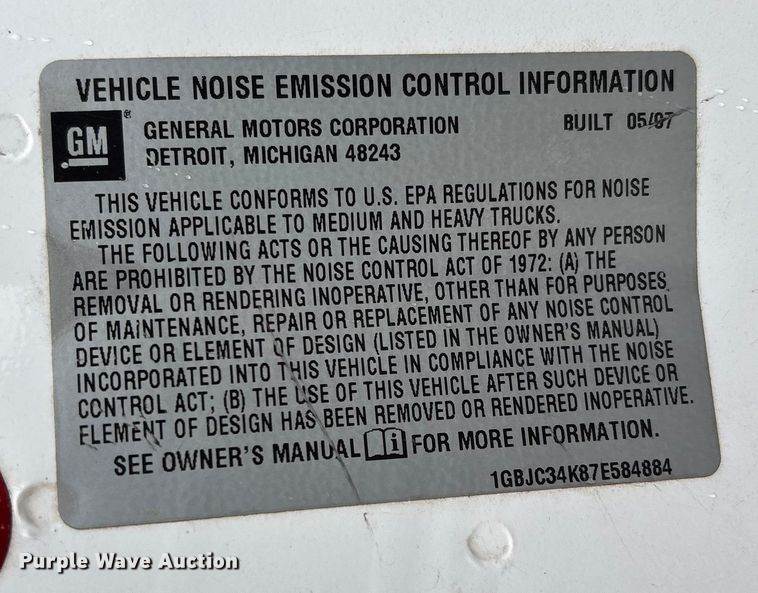 VEHICLE NOISE EMISSION CONTROL INFORMATION
GM ® GENERAL MOTORS CORPORATION BUILT 05/07
DETROIT, MICHIGAN 48243
THIS VEHICLE CONFORMS TO U.S. EPA REGULATIONS FOR NOISE
EMISSION APPLICABLE TO MEDIUM AND HEAVY TRUCKS.
THE FOLLOWING ACTS OR THE CAUSING THEREOF BY ANY PERSON
ARE PROHIBITED BY THE NOISE CONTROL ACT OF 1972: (A) THE
REMOVAL OR RENDERING INOPERATIVE, OTHER THAN FOR PURPOSES
OF MAINTENANCE, REPAIR OR REPLACEMENT OF ANY NOISE CONTROL
DEVICE OR ELEMENT OF DESIGN (LISTED IN THE OWNER'S MANUAL)
INCORPORATED INTO THIS VEHICLE IN COMPLIANCE WITH THE NOISE
CONTROL ACT; (B) THE USE OF THIS VEHICLE AFTER SUCH DEVICE OR
ELEMENT OF DESIGN HAS BEEN REMOVED OR RENDERED INOPERATIVE.
SEE OWNER'S MANUAL i FOR MORE INFORMATION.
1GBJC34K87E584884
Purple Wave Auction